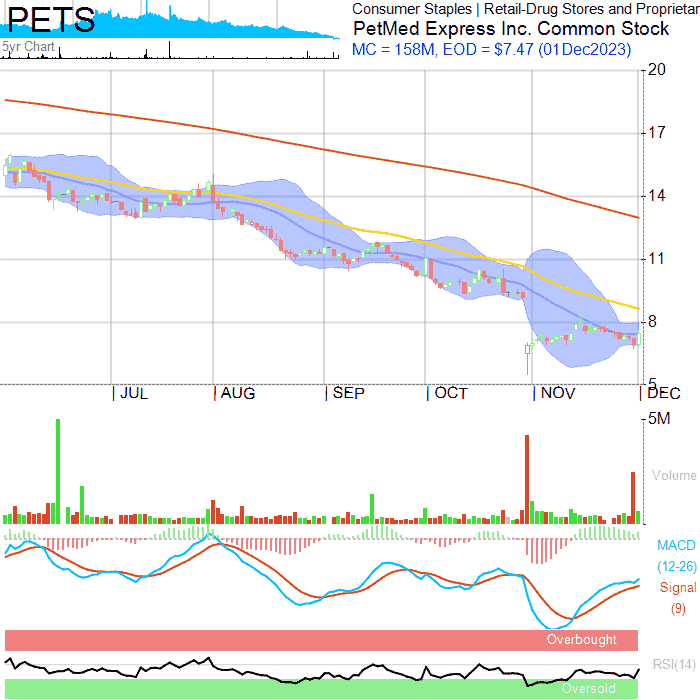 PETS
5yr Chart
Consumer Staples | Retail-Drug Stores and Proprietar
PetMed Express Inc. Common Stock
MC = 158M, EOD = $7.47 (01Dec2023)
20
17
14
11
8
5
JUL AUG SEP OCT NOV DEC
5M
Volume
MACD
(12-26)
Signal
(9)
Overbought
RSI(14)
Oversold